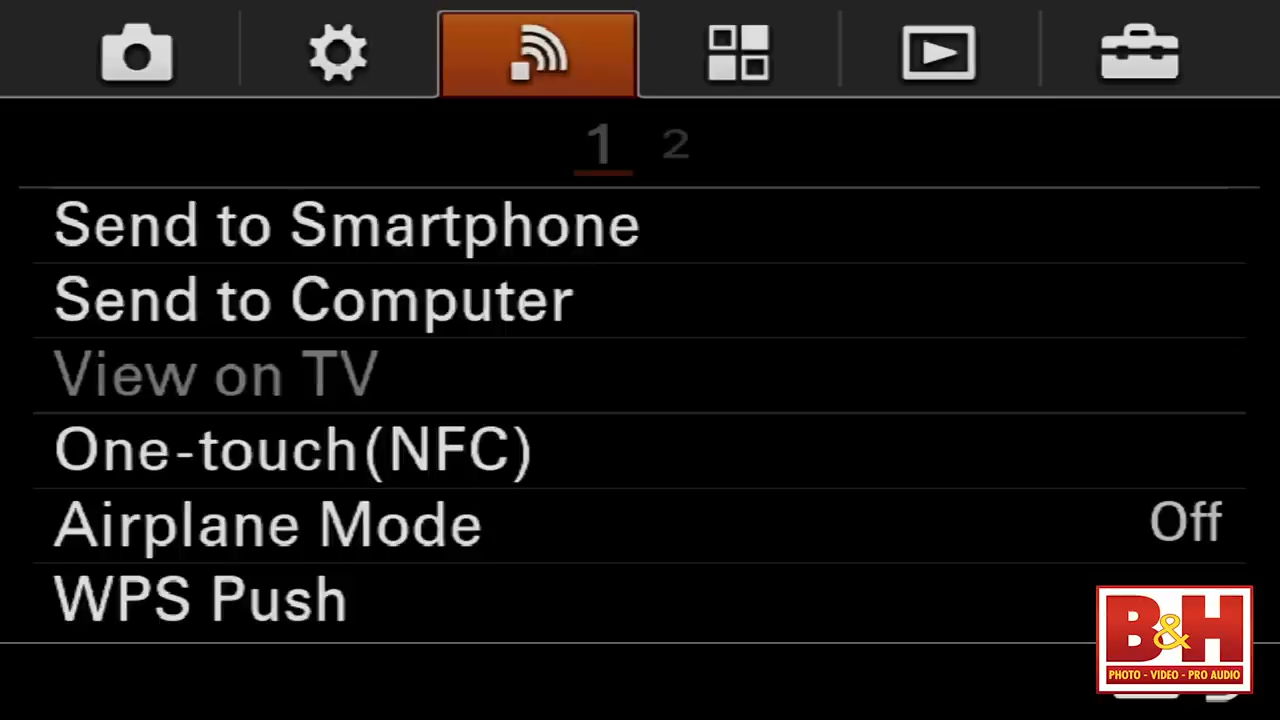 1 2
Send to Smartphone
Send to Computer
View on TV
One-touch(NFC)
Airplane Mode Off
WPS Push
B&H
PHOTO - VIDEO - PRO AUDIO